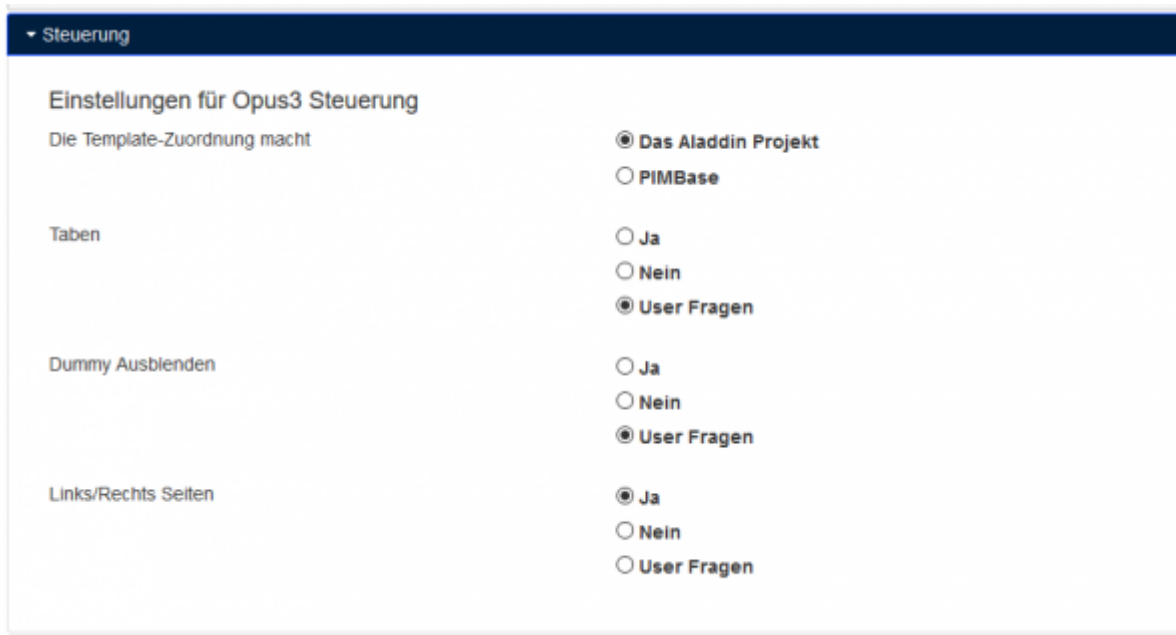 Steuerung
Einstellungen für Opus3 Steuerung
Die Template-Zuordnung macht
Das Aladdin Projekt
PIMBase
Taben
Ja
Nein
User Fragen
Dummy Ausblenden
Ja
Nein
User Fragen
Links/Rechts Seiten
Ja
Nein
User Fragen